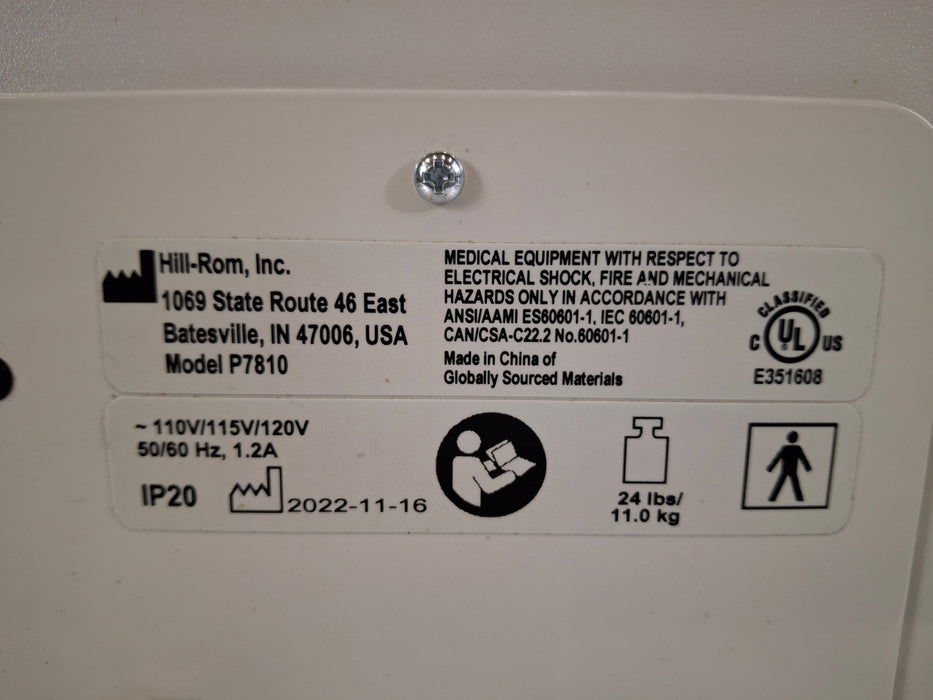 Hill-Rom, Inc.
1069 State Route 46 East
Batesville, IN 47006, USA
Model P7810
MEDICAL EQUIPMENT WITH RESPECT TO
ELECTRICAL SHOCK, FIRE AND MECHANICAL
HAZARDS ONLY IN ACCORDANCE WITH
ANSI/AAMI ES60601-1, IEC 60601-1,
CAN/CSA-C22.2 No.60601-1
Made in China of
Globally Sourced Materials
CLASSIFIED
C UL US
E351608
~ 110V/115V/120V
50/60 Hz, 1.2A
IP20
2022-11-16
24 lbs/
11.0 kg